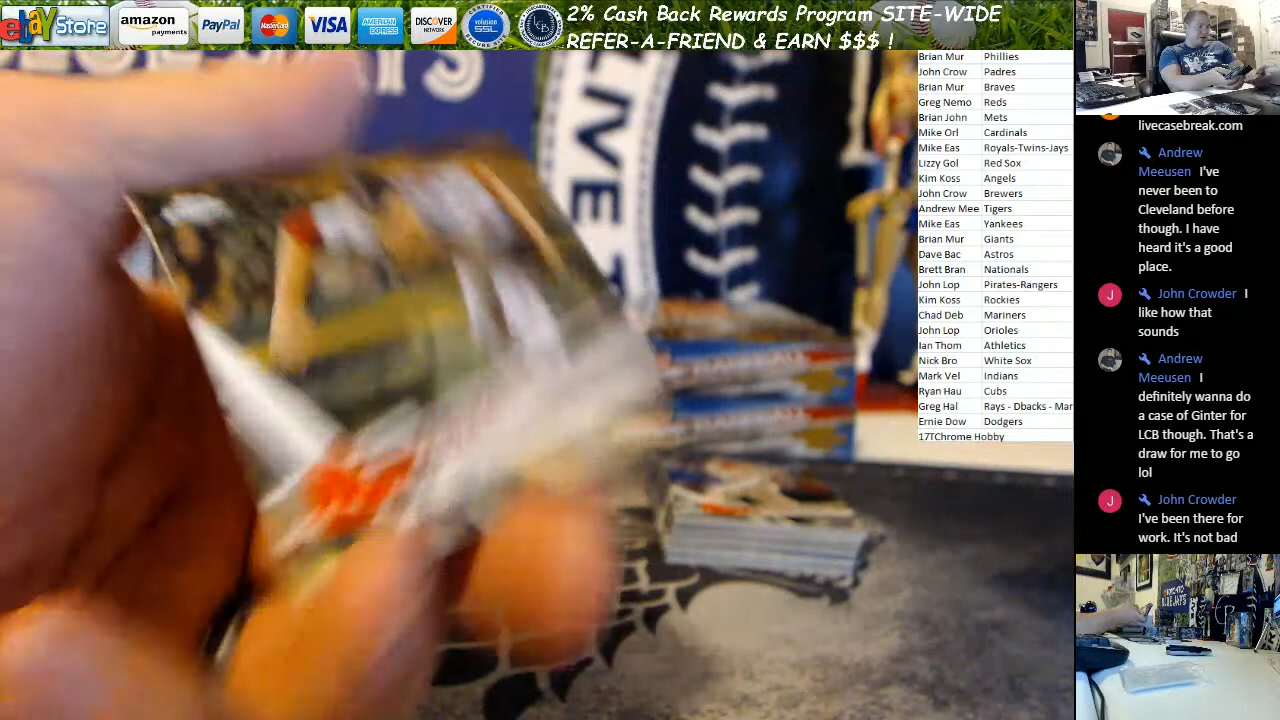 ebay Store
amazon
payments
PayPal
MasterCard
VISA
AMERICAN
EXPRESS
DISCOVER
NETWORK
CERTIFIED
volusion
SSL
SECURE
LCB
2% Cash Back Rewards Program SITE-WIDE
REFER-A-FRIEND & EARN $$$ !
LIVE
Brian Mur Phillies
John Crow Padres
Brian Mur Braves
Greg Nemo Reds
Brian John Mets
Mike Orl Cardinals
Mike Eas Royals-Twins-Jays
Lizzy Gol Red Sox
Kim Koss Angels
John Crow Brewers
Andrew Mee Tigers
Mike Eas Yankees
Brian Mur Giants
Dave Bac Astros
Brett Bran Nationals
John Lop Pirates-Rangers
Kim Koss Rockies
Chad Deb Mariners
John Lop Orioles
Ian Thom Athletics
Nick Bro White Sox
Mark Vel Indians
Ryan Hau Cubs
Greg Hal Rays - Dbacks - Mar
Ernie Dow Dodgers
17TChrome Hobby
livecasebreak.com
Andrew
Meeusen I've
never been to
Cleveland before
though. I have
heard it's a good
place.
J John Crowder I
like how that
sounds
Andrew
Meeusen I
definitely wanna do
a case of Ginter for
LCB though. That's a
draw for me to go
lol
J John Crowder
I've been there for
work. It's not bad